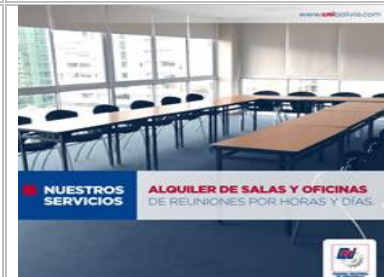 www.cnibolivia.com
NUESTROS
SERVICIOS
ALQUILER DE SALAS Y OFICINAS
DE REUNIONES POR HORAS Y DÍAS.